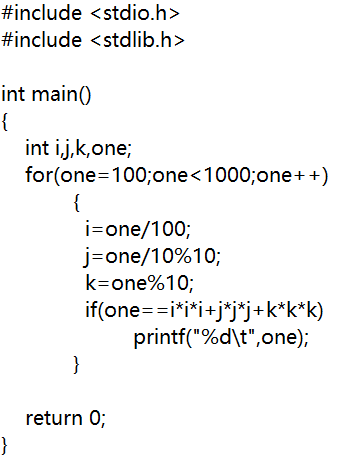 #include <stdio.h>
#include <stdlib.h>

int main()
{
    int i,j,k,one;
    for(one=100;one<1000;one++)
        {
          i=one/100;
          j=one/10%10;
          k=one%10;
          if(one==i*i*i+j*j*j+k*k*k)
                printf("%d\t",one);
        }

    return 0;
}